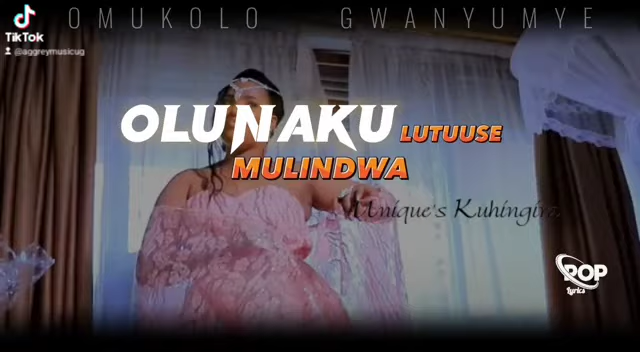 OMUKOLO GWANYUMYE
TikTok
@aggreymusicug
OLUNAKU LUTUUSE
MULINDWA
Unique's Kuhingira
POP
Lyrics